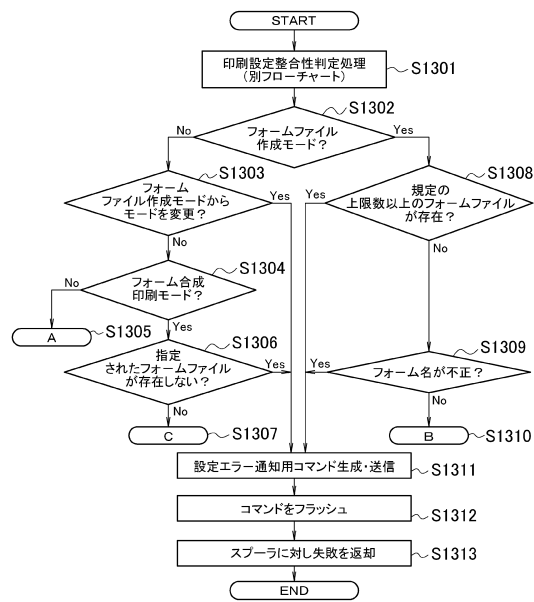 START
印刷設定整合性判定処理
(別フローチャート)
S1301
S1302
フォームファイル
作成モード?
No
Yes
S1303
フォーム
ファイル作成モードから
モードを変更?
Yes
No
S1308
規定の
上限数以上のフォームファイル
が存在?
Yes
No
S1304
フォーム合成
印刷モード?
No
Yes
A
S1305
S1306
指定
されたフォームファイル
が存在しない?
Yes
No
S1309
フォーム名が不正?
Yes
No
C
S1307
B
S1310
設定エラー通知用コマンド生成・送信
S1311
コマンドをフラッシュ
S1312
スプーラに対し失敗を返却
S1313
END